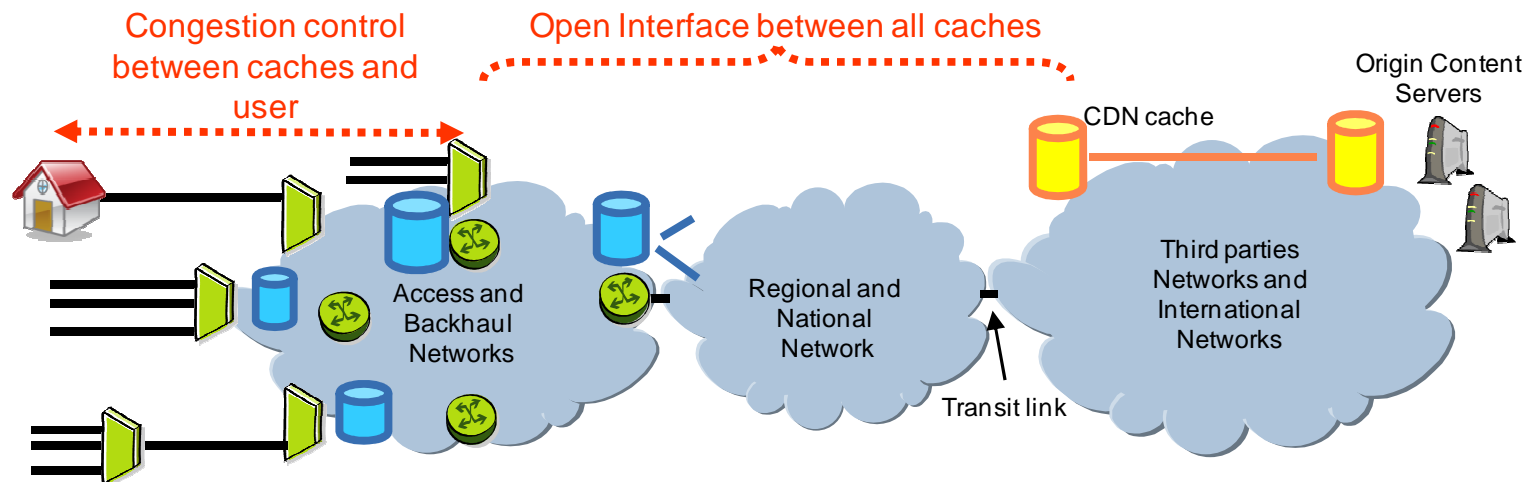 Congestion control
between caches and
user
Open Interface between all caches
Origin Content
Servers
CDN cache
Access and
Backhaul
Networks
Regional and
National
Network
Third parties
Networks and
International
Networks
Transit link